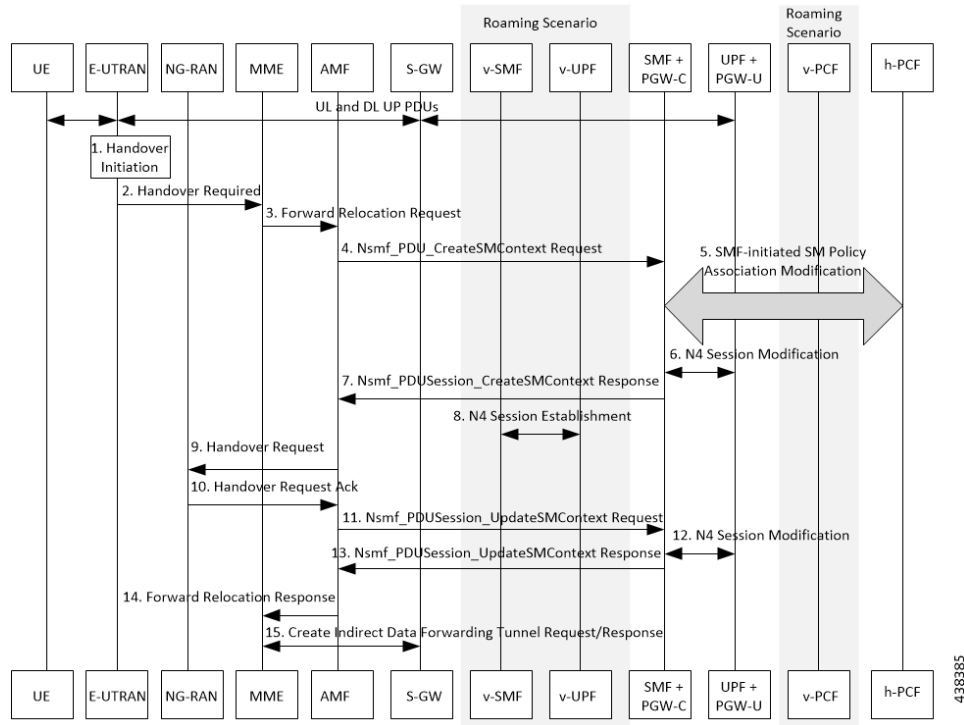 Roaming Scenario
Roaming
Scenario
UE
E-UTRAN
NG-RAN
MME
AMF
S-GW
v-SMF
v-UPF
SMF +
PGW-C
UPF +
PGW-U
v-PCF
h-PCF
UL and DL UP PDUs
1. Handover
Initiation
2. Handover Required
3. Forward Relocation Request
4. Nsmf_PDU_CreateSMContext Request
5. SMF-initiated SM Policy
Association Modification
6. N4 Session Modification
7. Nsmf_PDUSession_CreateSMContext Response
8. N4 Session Establishment
9. Handover Request
10. Handover Request Ack
11. Nsmf_PDUSession_UpdateSMContext Request
12. N4 Session Modification
13. Nsmf_PDUSession_UpdateSMContext Response
14. Forward Relocation Response
15. Create Indirect Data Forwarding Tunnel Request/Response
UE
E-UTRAN
NG-RAN
MME
AMF
S-GW
v-SMF
v-UPF
SMF +
PGW-C
UPF +
PGW-U
v-PCF
h-PCF
438385